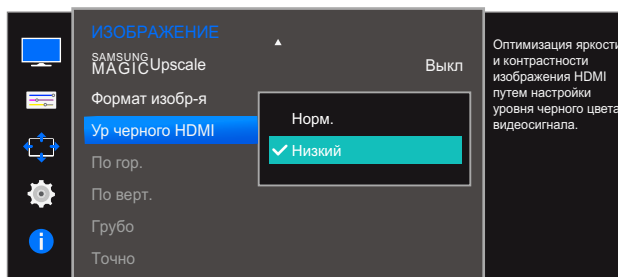 ИЗОБРАЖЕНИЕ
SAMSUNG
MAGICUpscale Выкл
Формат изобр-я
Ур черного HDMI
Норм.
Низкий
По гор.
По верт.
Грубо
Точно
Оптимизация яркости
и контрастности
изображения HDMI
путем настройки
уровня черного цвета
видеосигнала.